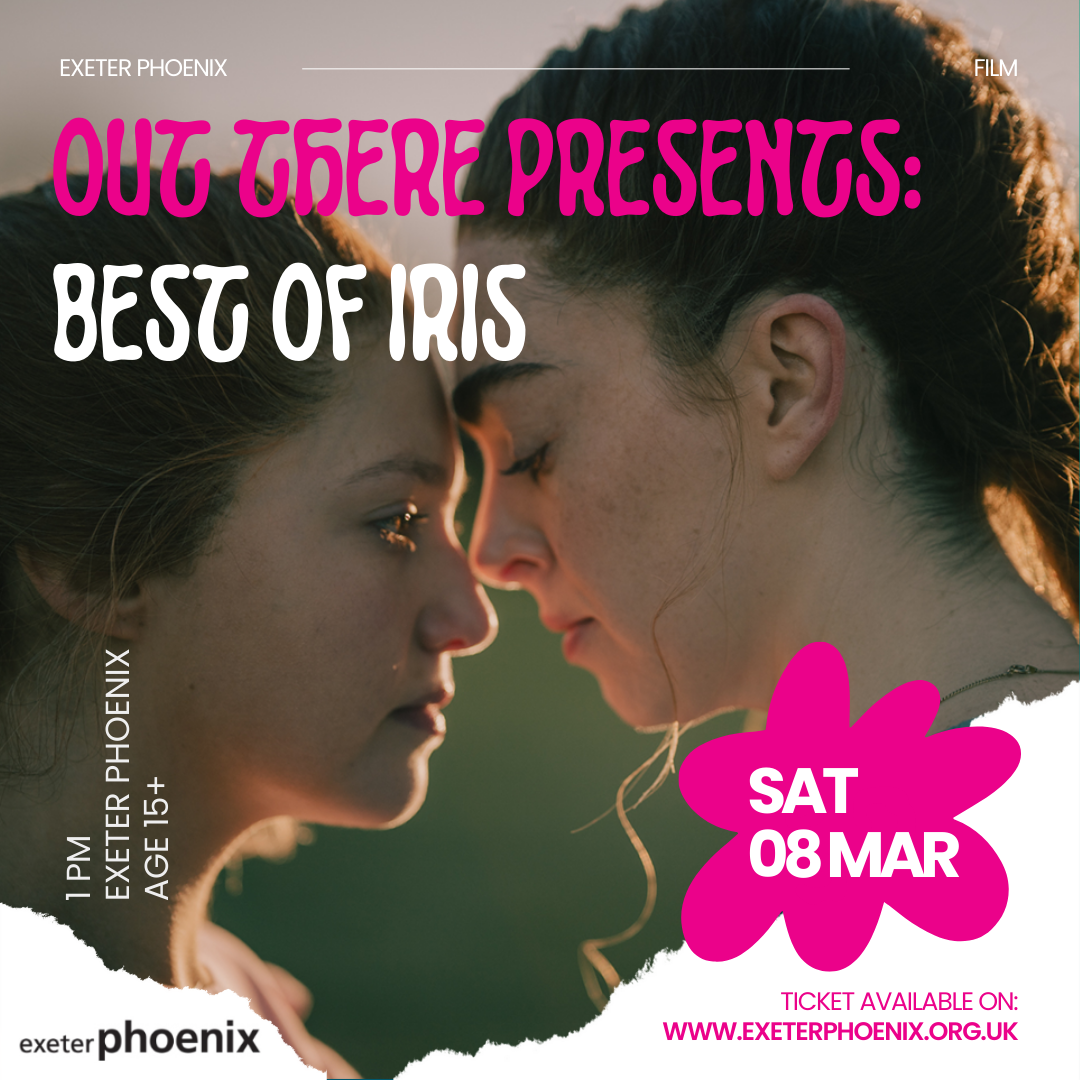 EXETER PHOENIX
FILM
OUT THERE PRESENTS:
BEST OF IRIS
1 PM
EXETER PHOENIX
AGE 15+
SAT
08 MAR
TICKET AVAILABLE ON:
WWW.EXETERPHOENIX.ORG.UK
exeter phoenix